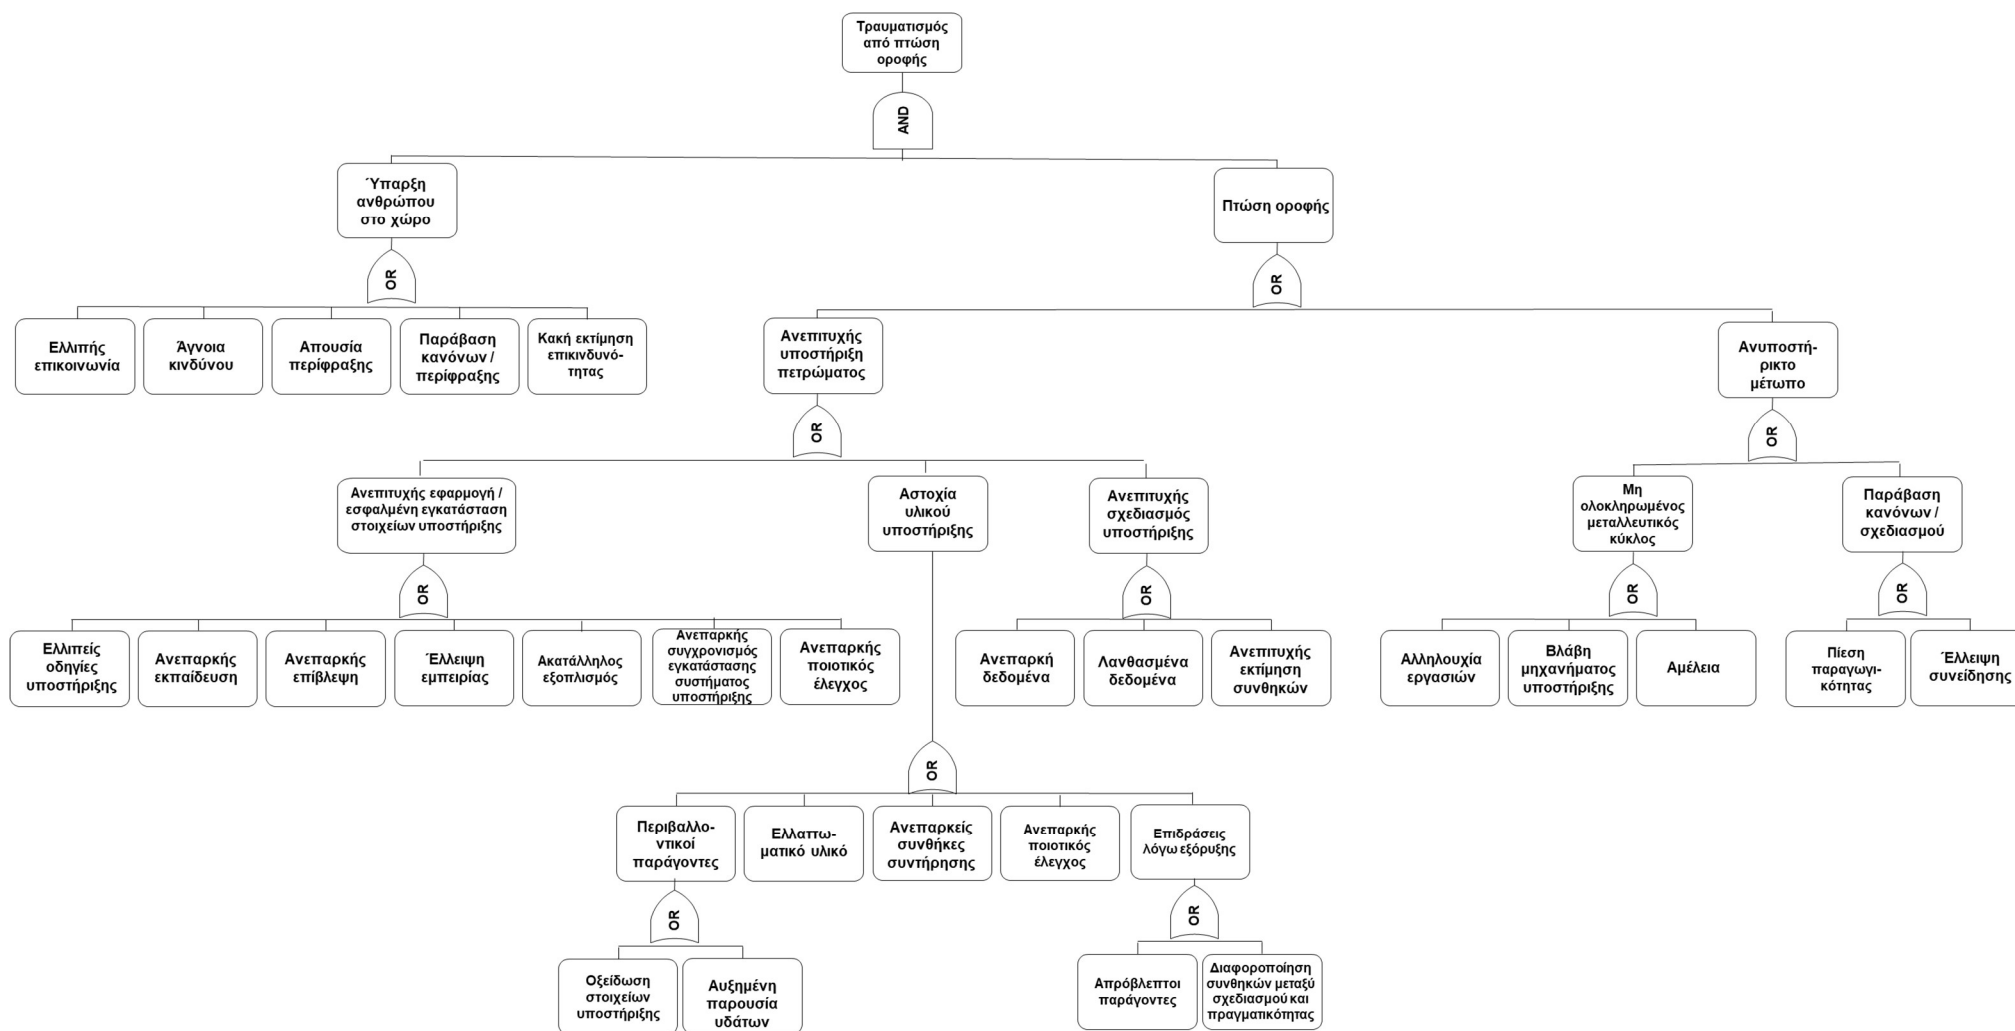 Τραυματισμός
από πτώση
οροφής
AND
Ύπαρξη
ανθρώπου
στο χώρο
Πτώση οροφής
OR
OR
Ελλιπής
επικοινωνία
Άγνοια
κινδύνου
Απουσία
περίφραξης
Παράβαση
κανόνων /
περίφραξης
Κακή εκτίμηση
επικινδυνό-
τητας
Ανεπιτυχής
υποστήριξη
πετρώματος
Ανυποστή-
ρικτο
μέτωπο
OR
OR
Ανεπιτυχής εφαρμογή /
εσφαλμένη εγκατάσταση
στοιχείων υποστήριξης
Αστοχία
υλικού
υποστήριξης
Ανεπιτυχής
σχεδιασμός
υποστήριξης
Μη
ολοκληρωμένος
μεταλλευτικός
κύκλος
Παράβαση
κανόνων /
σχεδιασμού
OR
OR
OR
OR
Ελλιπείς
οδηγίες
υποστήριξης
Ανεπαρκής
εκπαίδευση
Ανεπαρκής
επίβλεψη
Έλλειψη
εμπειρίας
Ακατάλληλος
εξοπλισμός
Ανεπαρκής
συγχρονισμός
εγκατάστασης
συστήματος
υποστήριξης
Ανεπαρκής
ποιοτικός
έλεγχος
Ανεπαρκή
δεδομένα
Λανθασμένα
δεδομένα
Ανεπιτυχής
εκτίμηση
συνθηκών
Αλληλουχία
εργασιών
Βλάβη
μηχανήματος
υποστήριξης
Αμέλεια
Πίεση
παραγωγι-
κότητας
Έλλειψη
συνείδησης
OR
Περιβαλλο-
ντικοί
παράγοντες
Ελλαττω-
ματικό υλικό
Ανεπαρκείς
συνθήκες
συντήρησης
Ανεπαρκής
ποιοτικός
έλεγχος
Επιδράσεις
λόγω εξόρυξης
OR
OR
Οξείδωση
στοιχείων
υποστήριξης
Αυξημένη
παρουσία
υδάτων
Απρόβλεπτοι
παράγοντες
Διαφοροποίηση
συνθηκών μεταξύ
σχεδιασμού και
πραγματικότητας